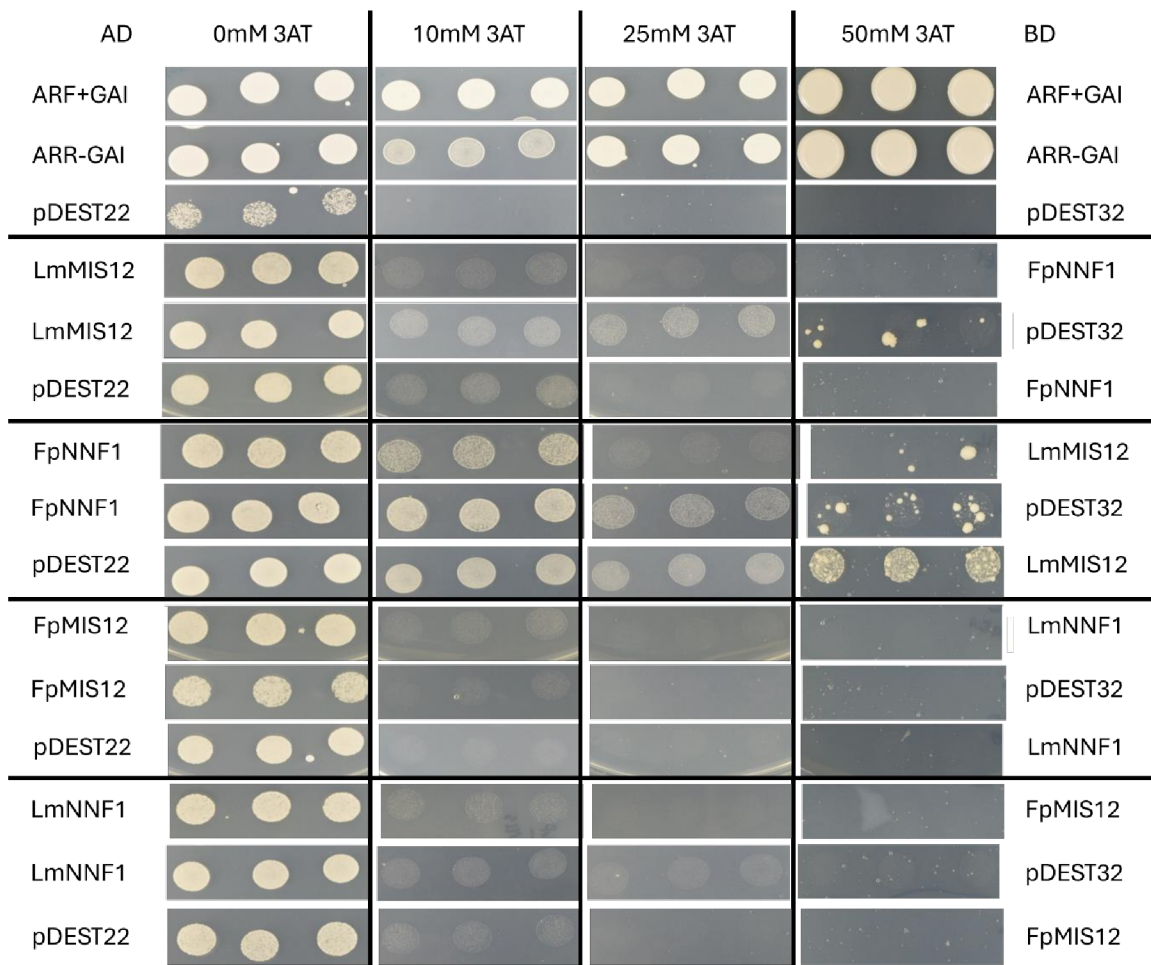 AD 0mM 3AT 10mM 3AT 25mM 3AT 50mM 3AT BD
ARF+GAI ARF+GAI
ARR-GAI ARR-GAI
pDEST22 pDEST32
LmMIS12 FpNNF1
LmMIS12 pDEST32
pDEST22 FpNNF1
FpNNF1 LmMIS12
FpNNF1 pDEST32
pDEST22 LmMIS12
FpMIS12 LmNNF1
FpMIS12 pDEST32
pDEST22 LmNNF1
LmNNF1 FpMIS12
LmNNF1 pDEST32
pDEST22 FpMIS12